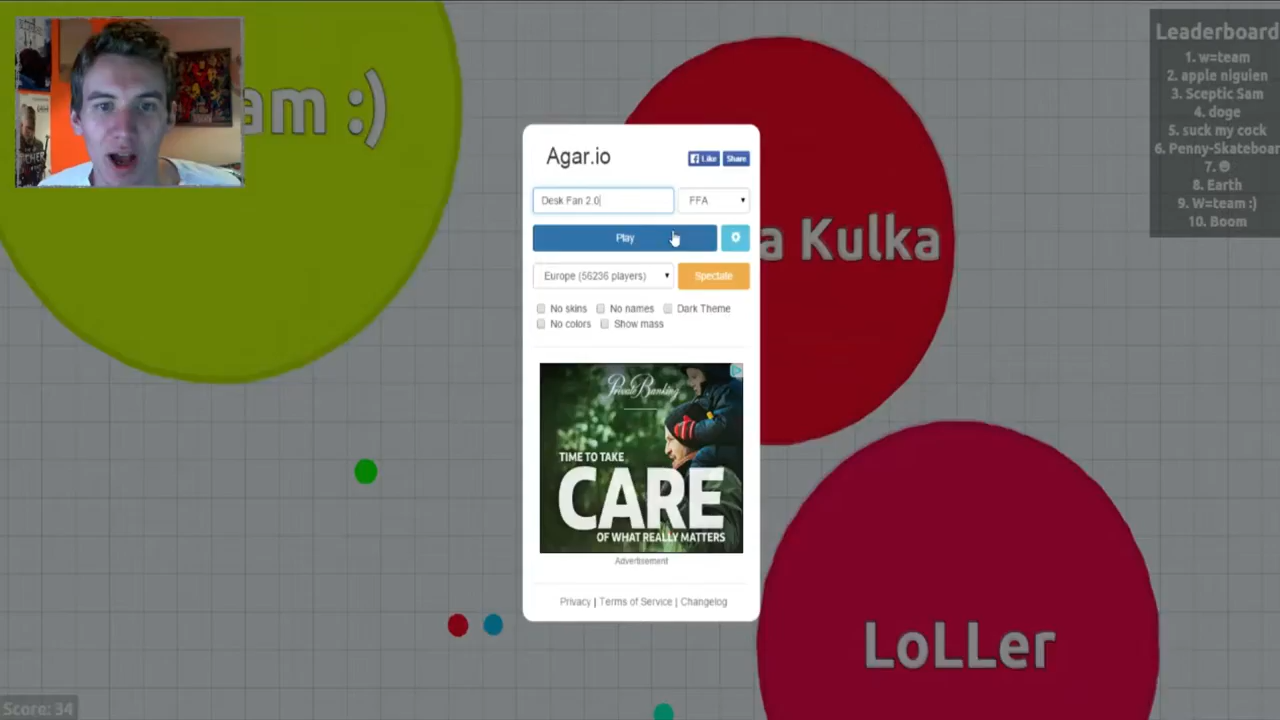 am :)
a Kulka
LoLLer
Leaderboard
1. w=team
2. apple niguien
3. Sceptic Sam
4. doge
5. suck my cock
6. Penny-Skateboar
7. ☻
8. Earth
9. W=team :)
10. Boom
Agar.io
Like
Share
Desk Fan 2.0
FFA
Play
Europe (56236 players)
Spectate
No skins
No names
Dark Theme
No colors
Show mass
Private Banking
TIME TO TAKE
CARE
OF WHAT REALLY MATTERS
Advertisement
Privacy | Terms of Service | Changelog
Score: 34